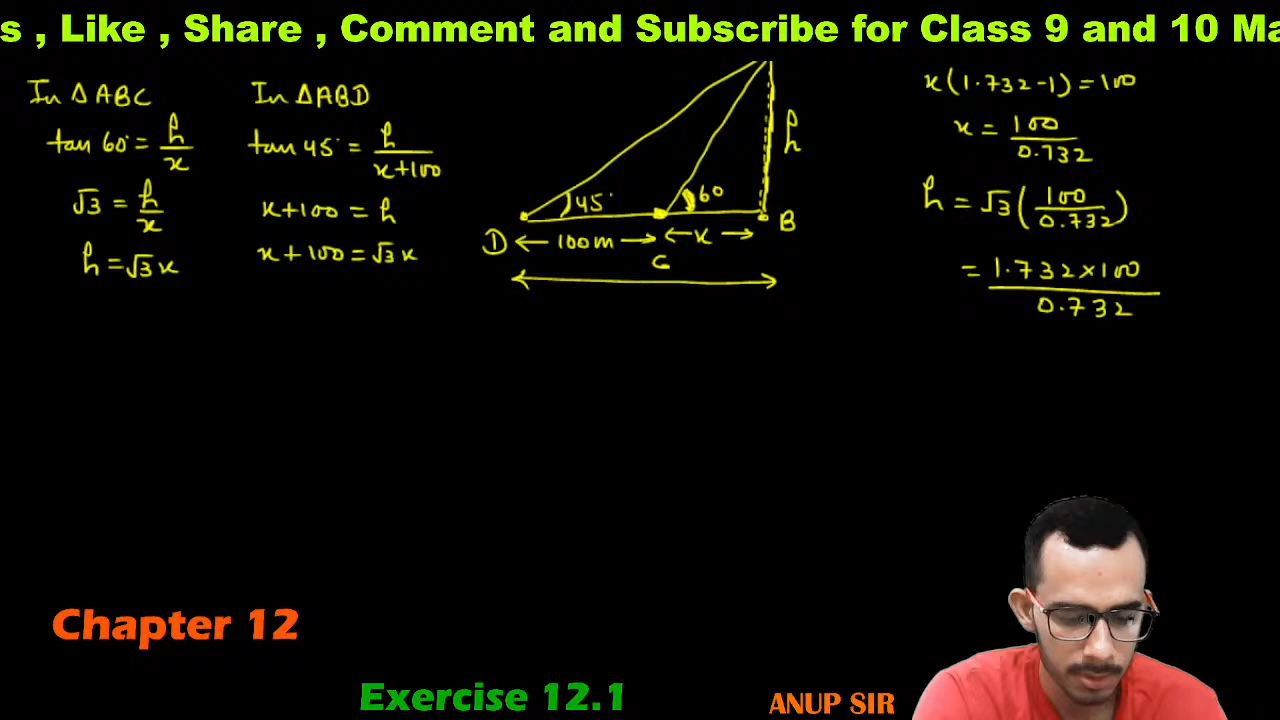 s , Like , Share , Comment and Subscribe for Class 9 and 10 Ma
In △ABC
tan 60° = h/x
√3 = h/x
h = √3x
In △ABD
tan 45° = h/x+100
x+100 = h
x+100 = √3x
45°
60
h
D
100m
x
B
C
x(1.732-1) = 100
x = 100/0.732
h = √3(100/0.732)
= 1.732×100/0.732
Chapter 12
Exercise 12.1
ANUP SIR